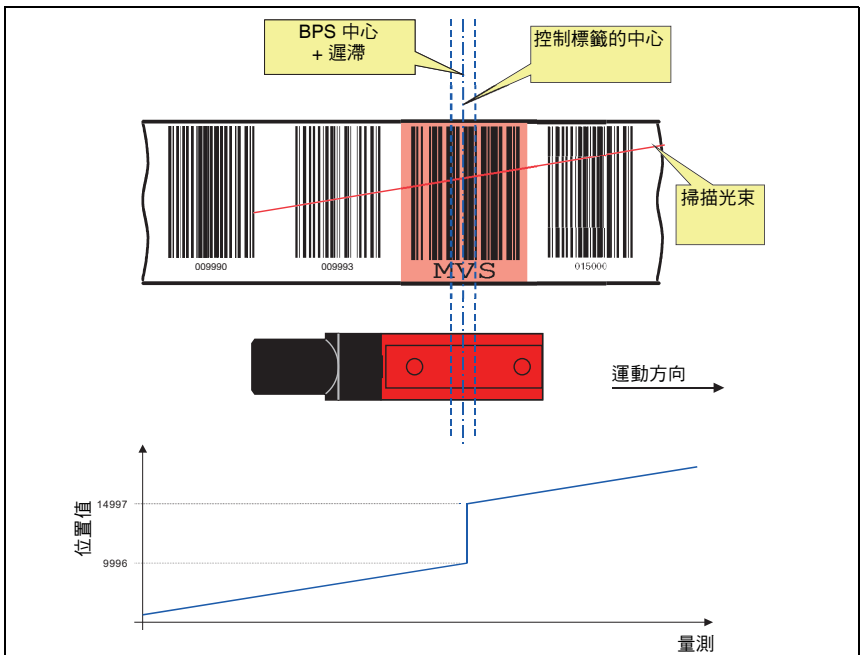 BPS 中心
+ 遲滯
控制標籤的中心
掃描光束
009990
009993
MVS
015000
運動方向
14997
位置值
9996
量測